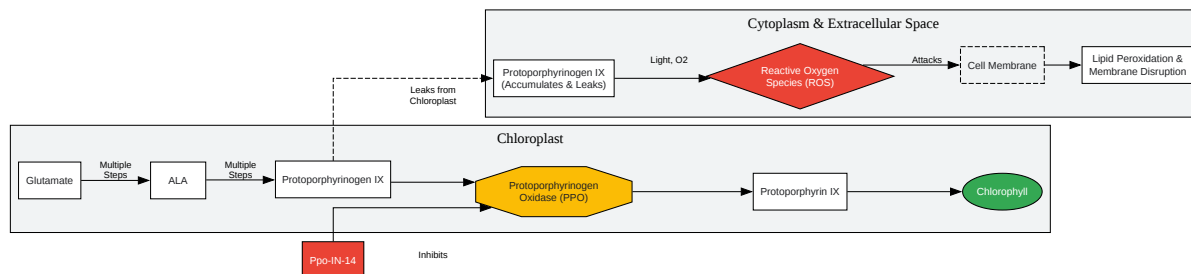 Cytoplasm & Extracellular Space
Protoporphyrinogen IX
(Accumulates & Leaks)
Light, O2
Reactive Oxygen
Species (ROS)
Attacks
Cell Membrane
Lipid Peroxidation &
Membrane Disruption
Leaks from
Chloroplast
Chloroplast
Glutamate
Multiple
Steps
ALA
Multiple
Steps
Protoporphyrinogen IX
Protoporphyrinogen
Oxidase (PPO)
Protoporphyrin IX
Chlorophyll
Ppo-IN-14
Inhibits